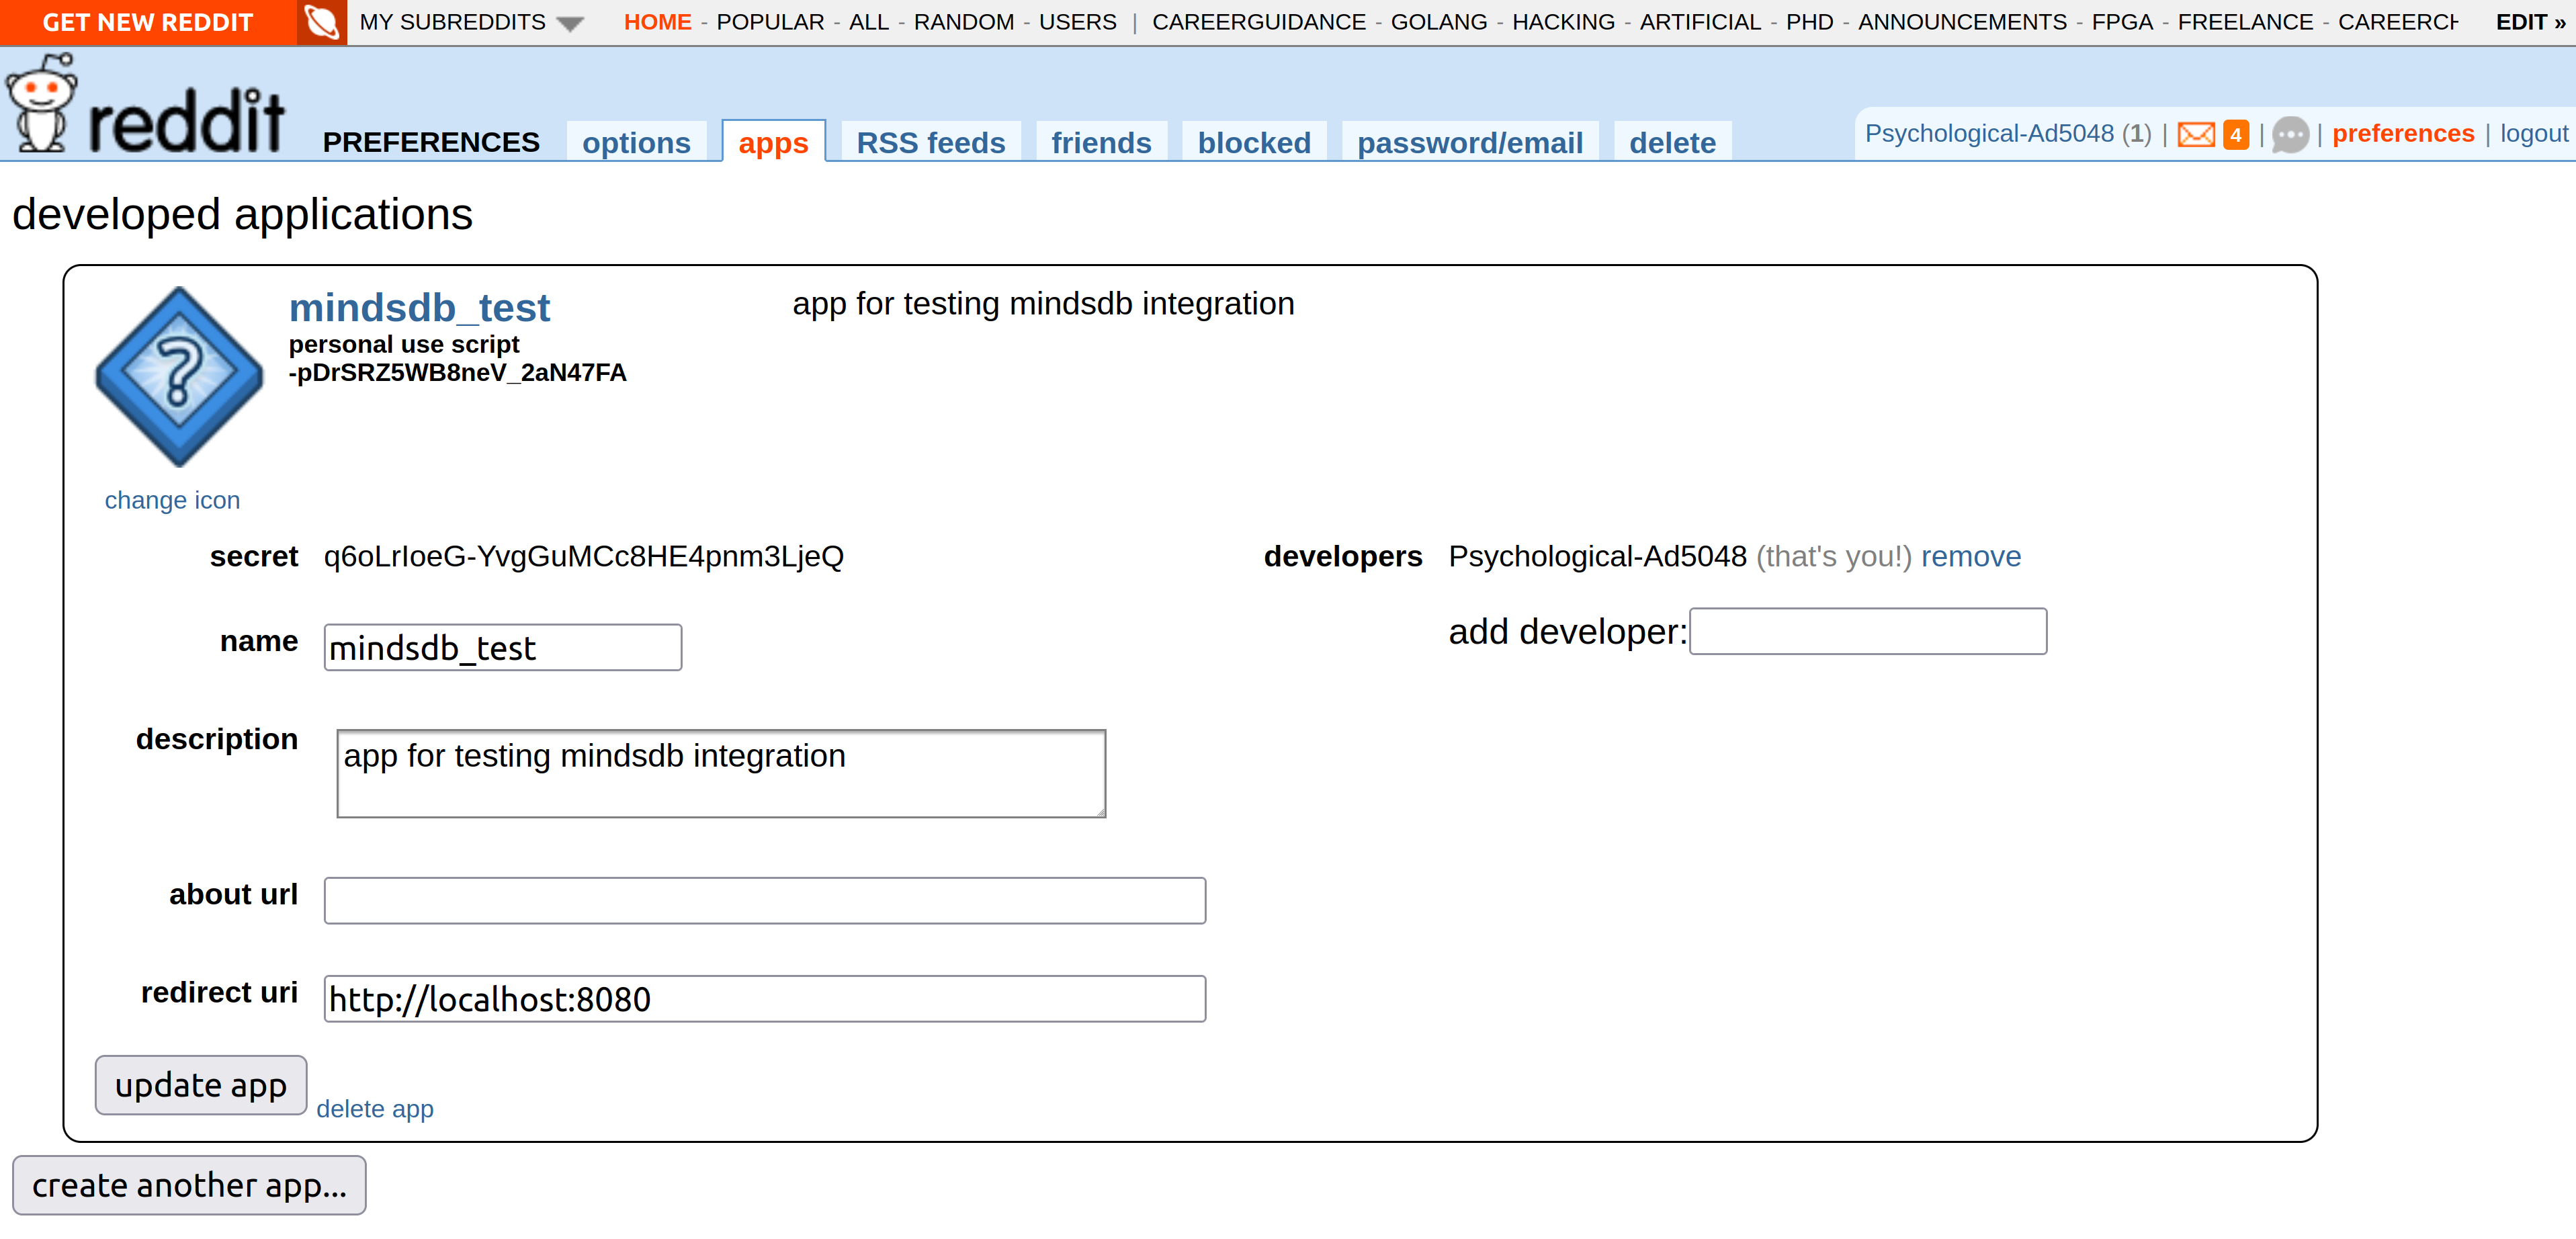 GET NEW REDDIT MY SUBREDDITS HOME - POPULAR - ALL - RANDOM - USERS | CAREERGUIDANCE - GOLANG - HACKING - ARTIFICIAL - PHD - ANNOUNCEMENTS - FPGA - FREELANCE - EDIT »
reddit PREFERENCES options apps RSS feeds friends blocked password/email delete Psychological-Ad5048 (1) | 4 | | preferences | logout
developed applications
mindsdb_test app for testing mindsdb integration
personal use script
-pDrSRZ5WB8neV_2aN47FA
change icon
secret q6oLrIoeG-YvgGuMCc8HE4pnm3LjeQ developers Psychological-Ad5048 (that's you!) remove
name mindsdb_test add developer:
description app for testing mindsdb integration
about url
redirect uri http://localhost:8080
update app delete app
create another app...